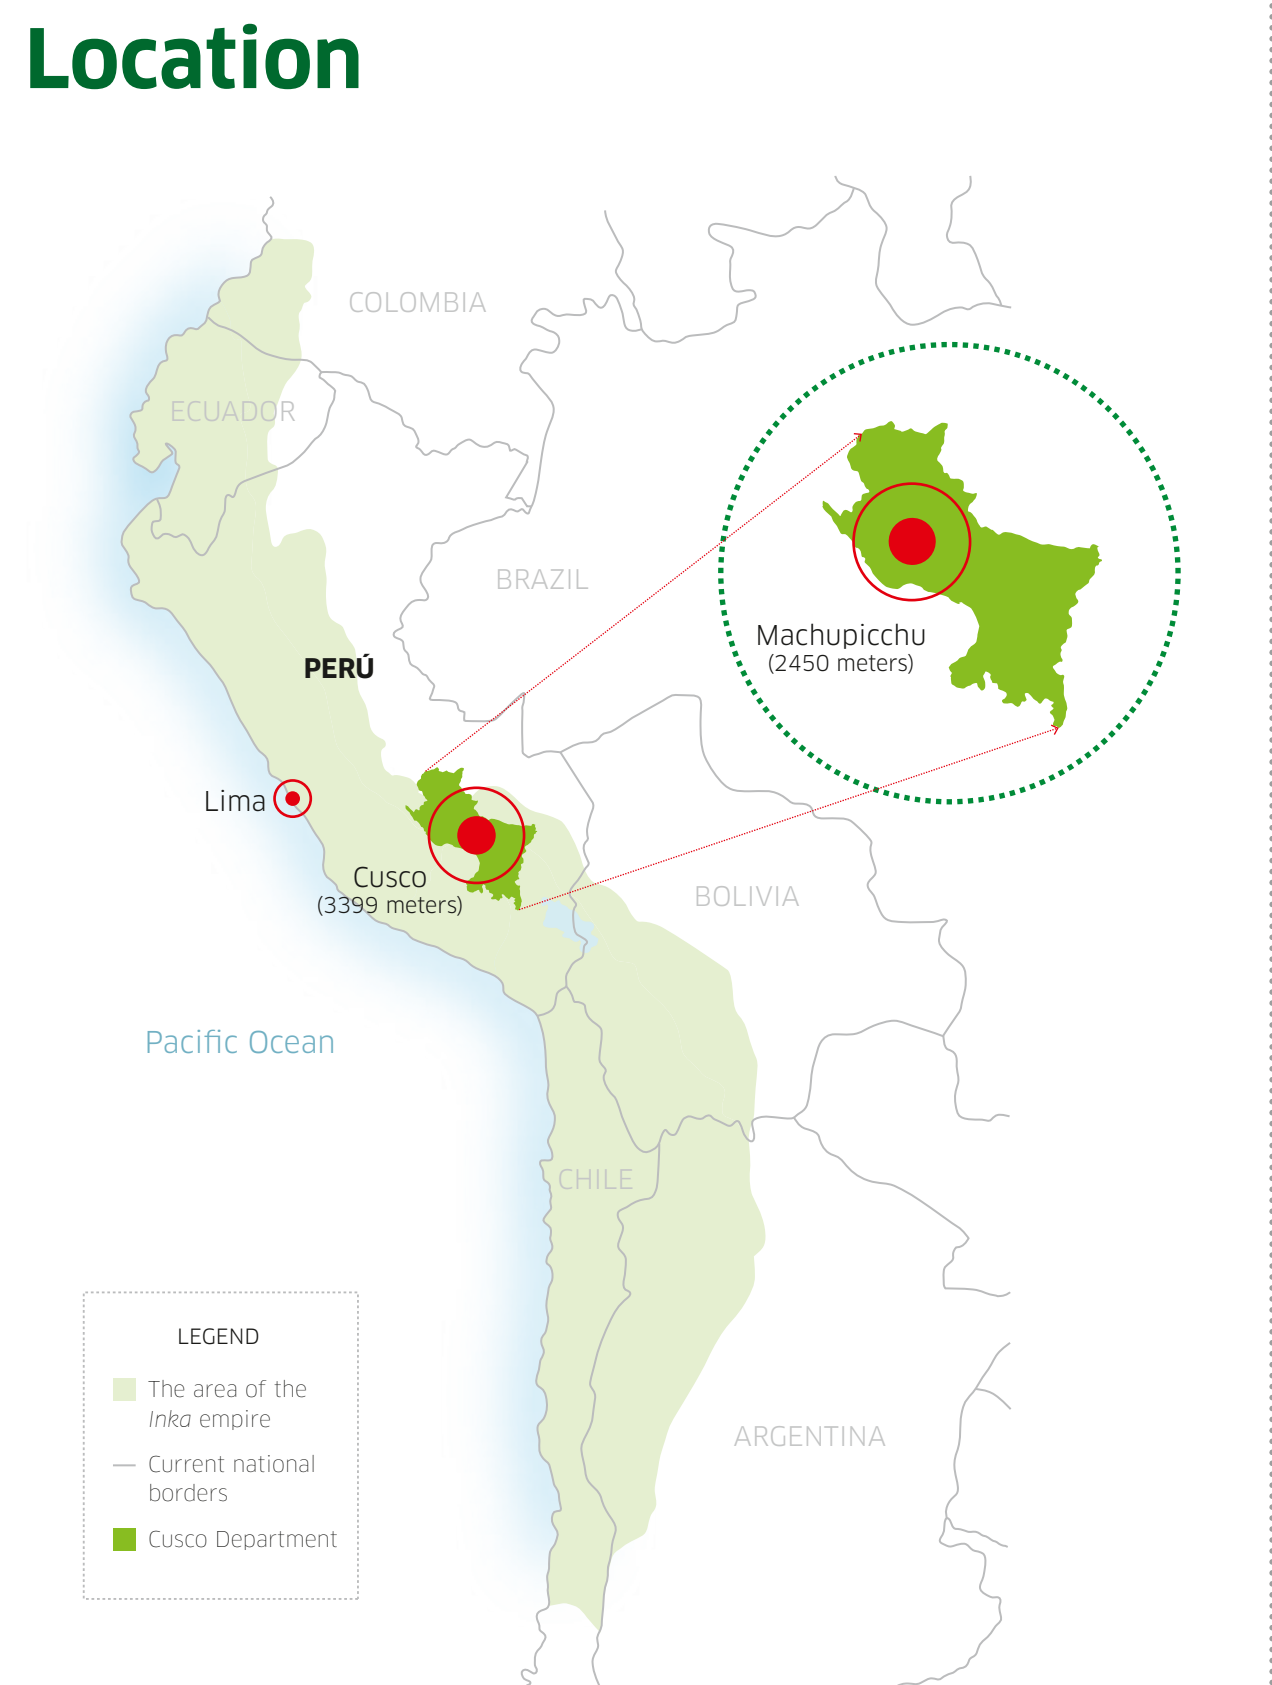 Location
COLOMBIA
ECUADOR
BRAZIL
Machupicchu
(2450 meters)
PERÚ
Lima
Cusco
(3399 meters)
BOLIVIA
Pacific Ocean
CHILE
ARGENTINA
LEGEND
The area of the
Inka empire
Current national
borders
Cusco Department